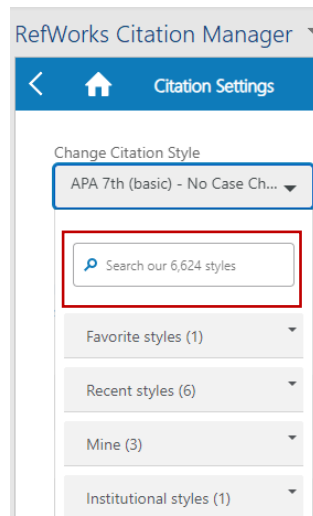 RefWorks Citation Manager
Citation Settings
Change Citation Style
APA 7th (basic) - No Case Ch...
Search our 6,624 styles
Favorite styles (1)
Recent styles (6)
Mine (3)
Institutional styles (1)